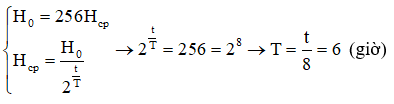 H₀ = 256H_cp
H_cp = H₀ / 2^(t/T) → 2^(t/T) = 256 = 2⁸ → T = t/8 = 6 (giờ)